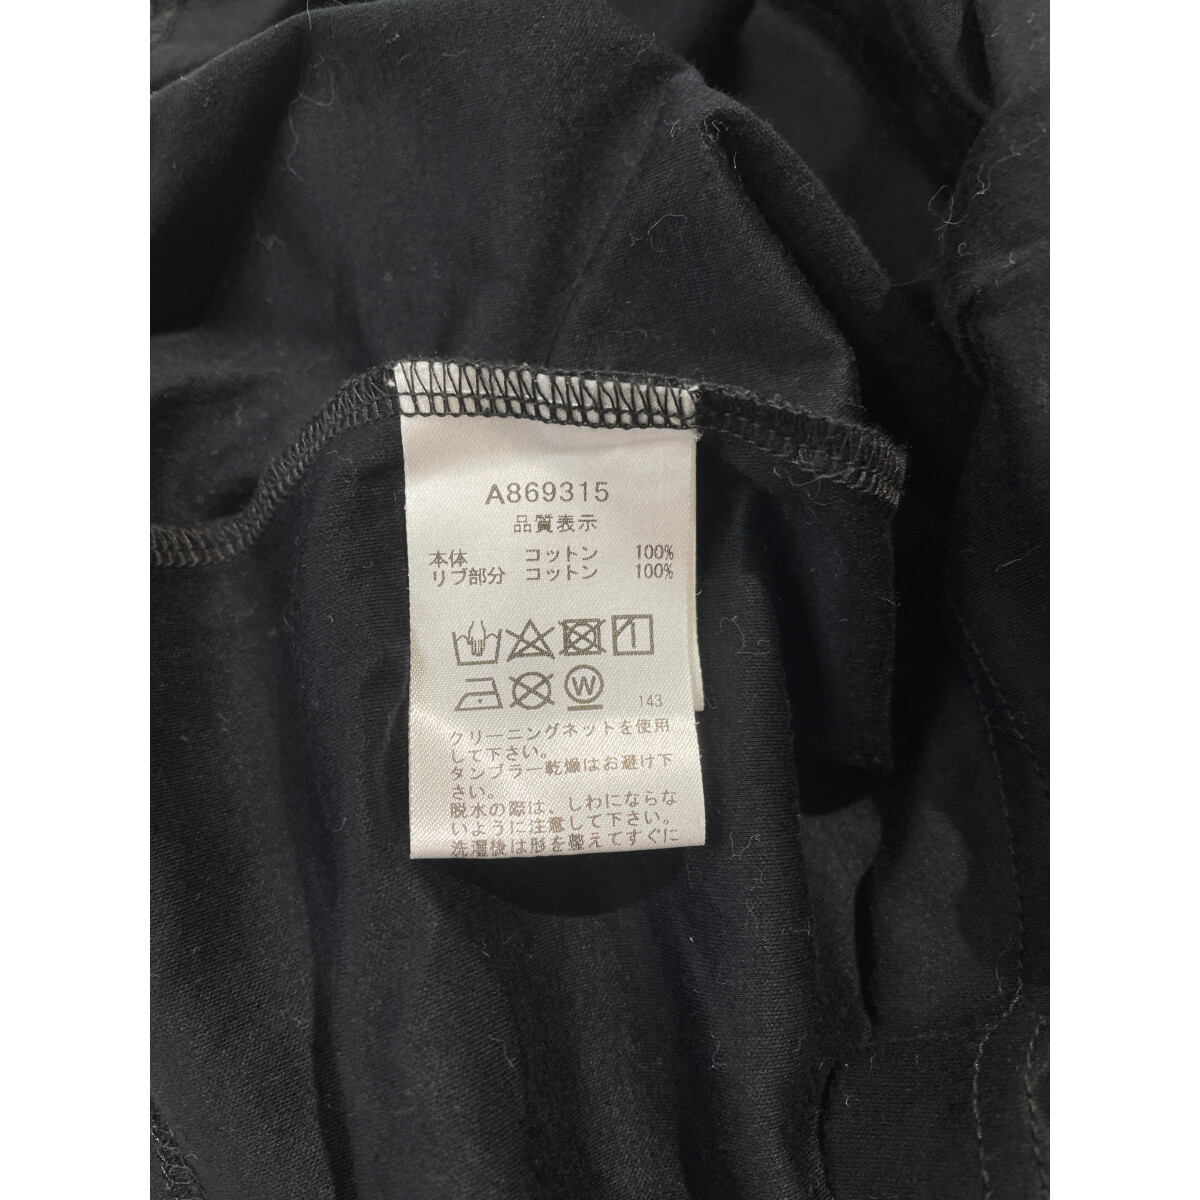 A869315
品質表示
本体 コットン 100%
リブ部分 コットン 100%
W
143
クリーニングネットを使用
して下さい。
タンブラー乾燥はお避け下
さい。
脱水の際は、しわにならな
いように注意して下さい。
洗濯後は形を整えてすぐに